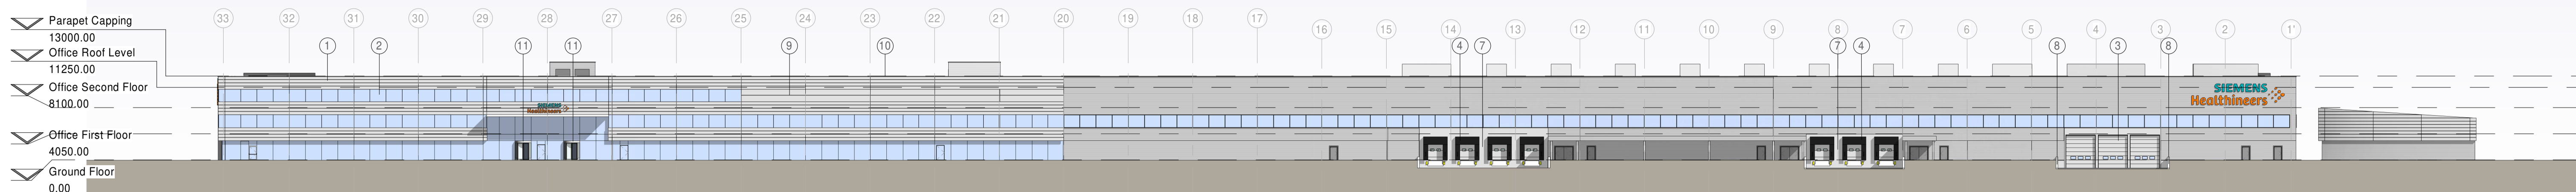 Parapet Capping
13000.00
Office Roof Level
11250.00
Office Second Floor
8100.00
Office First Floor
4050.00
Ground Floor
0.00
33 32 31 30 29 28 27 26 25 24 23 22 21 20 19 18 17 16 15 14 13 12 11 10 9 8 7 6 5 4 3 2 1'
1 2 11 11 9 10 4 7 7 4 8 3 8
SIEMENS
Healthineers
SIEMENS
Healthineers